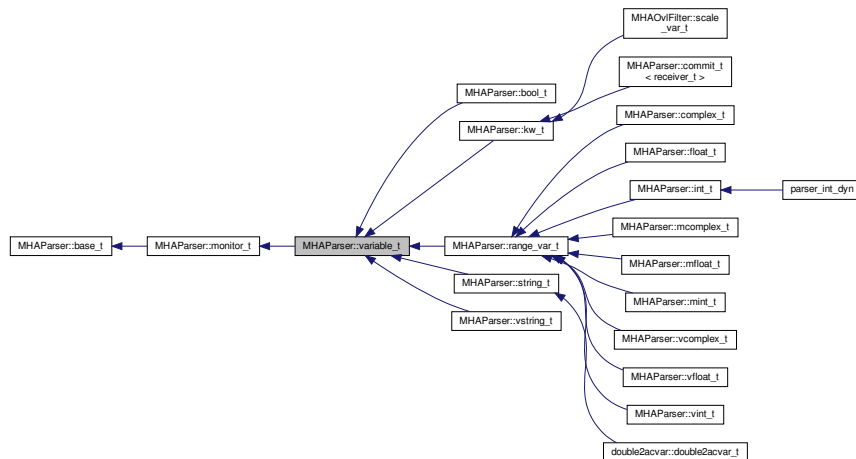 MHAOvlFilter::scale
_var_t
MHAParser::commit_t
< receiver_t >
MHAParser::bool_t
MHAParser::kw_t
MHAParser::complex_t
MHAParser::float_t
MHAParser::int_t
parser_int_dyn
MHAParser::mcomplex_t
MHAParser::base_t
MHAParser::monitor_t
MHAParser::variable_t
MHAParser::range_var_t
MHAParser::mfloat_t
MHAParser::string_t
MHAParser::mint_t
MHAParser::vstring_t
MHAParser::vcomplex_t
MHAParser::vfloat_t
MHAParser::vint_t
double2acvar::double2acvar_t